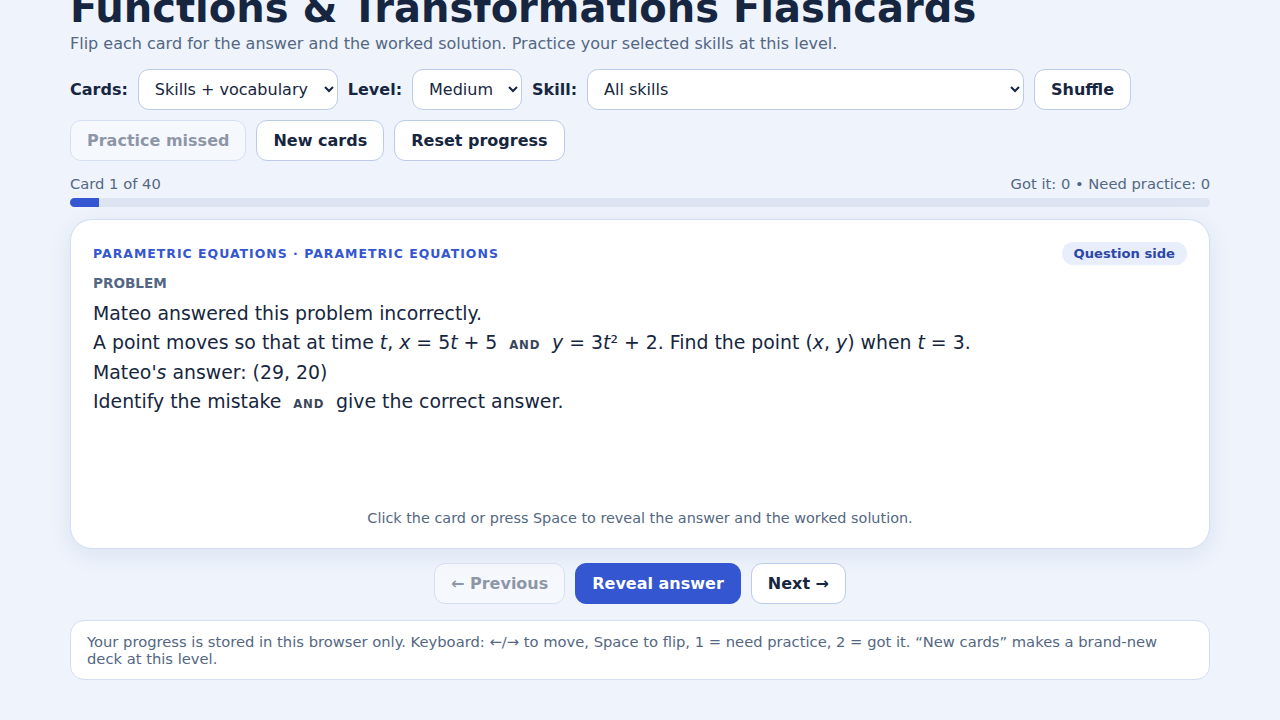 Functions & Transformations Flashcards
Flip each card for the answer and the worked solution. Practice your selected skills at this level.
Cards: Skills + vocabulary Level: Medium Skill: All skills Shuffle
Practice missed New cards Reset progress
Card 1 of 40 Got it: 0 • Need practice: 0
PARAMETRIC EQUATIONS · PARAMETRIC EQUATIONS Question side
PROBLEM
Mateo answered this problem incorrectly.
A point moves so that at time t, x = 5t + 5 AND y = 3t² + 2. Find the point (x, y) when t = 3.
Mateo's answer: (29, 20)
Identify the mistake AND give the correct answer.
Click the card or press Space to reveal the answer and the worked solution.
← Previous Reveal answer Next →
Your progress is stored in this browser only. Keyboard: ←/→ to move, Space to flip, 1 = need practice, 2 = got it. “New cards” makes a brand-new
deck at this level.